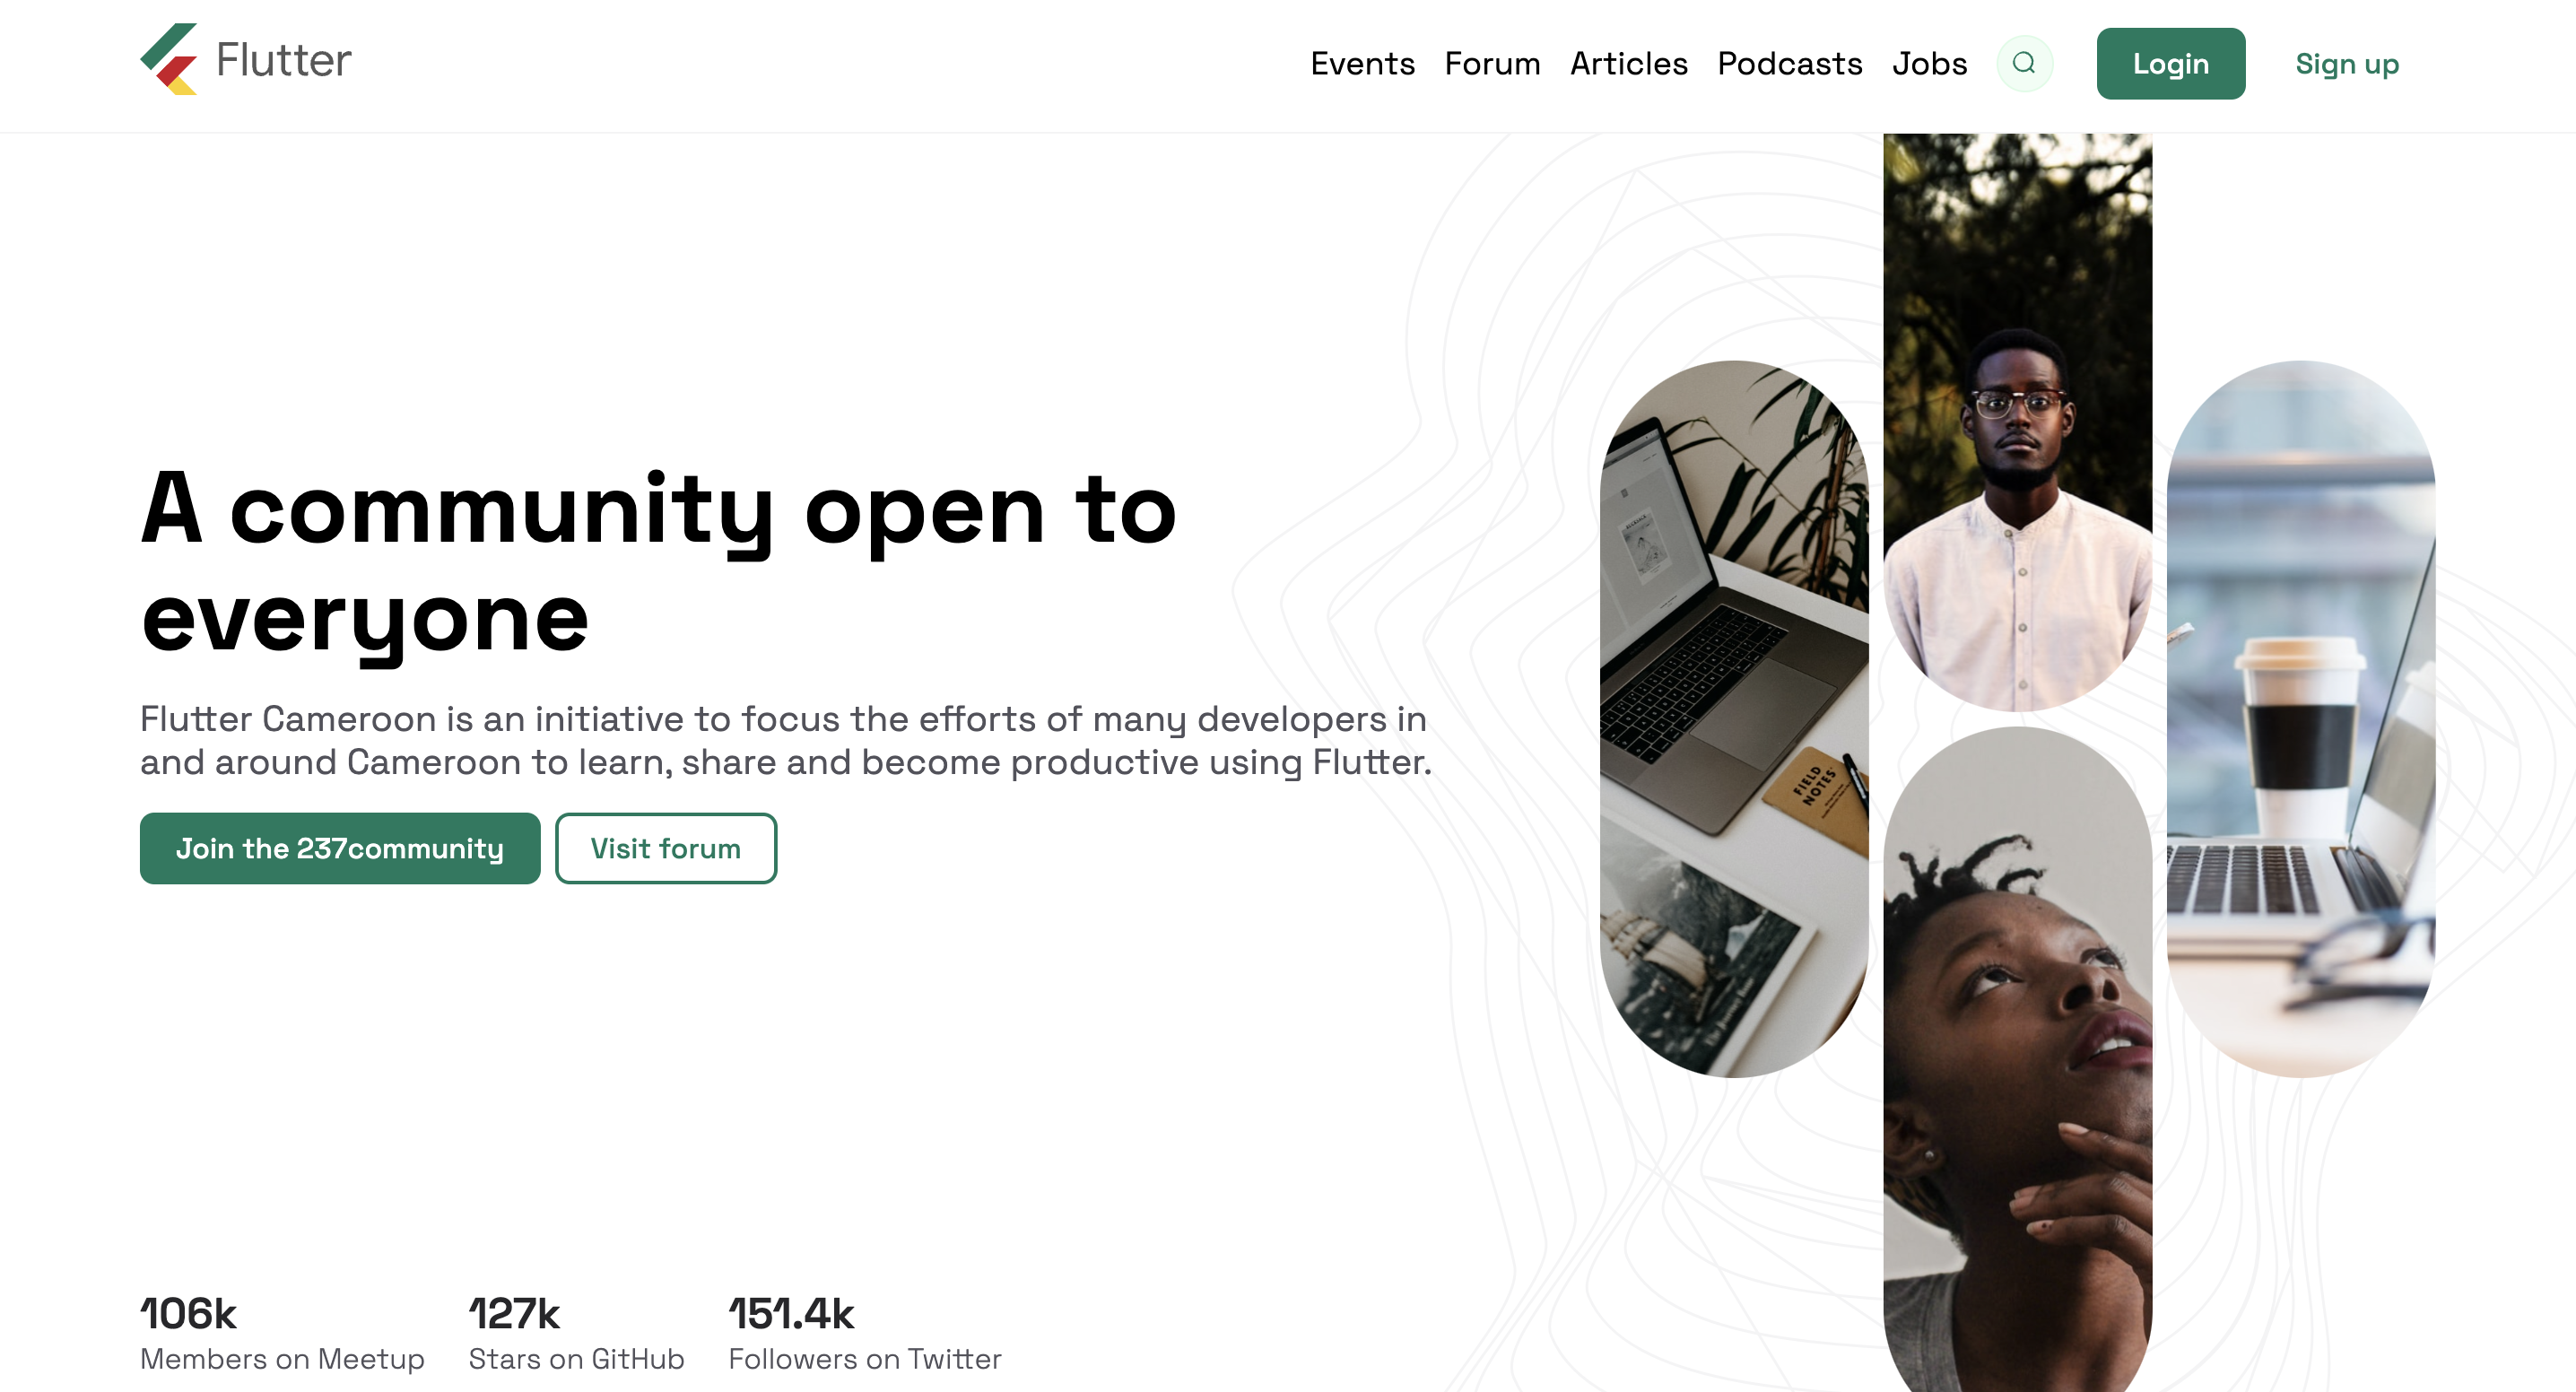 Flutter
Events Forum Articles Podcasts Jobs Login Sign up
A community open to
everyone
Flutter Cameroon is an initiative to focus the efforts of many developers in
and around Cameroon to learn, share and become productive using Flutter.
Join the 237community Visit forum
FIELD
NOTES
106k 127k 151.4k
Members on Meetup Stars on GitHub Followers on Twitter